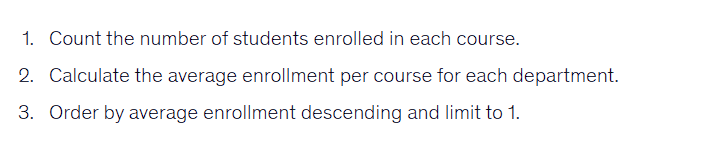 1. Count the number of students enrolled in each course.
2. Calculate the average enrollment per course for each department.
3. Order by average enrollment descending and limit to 1.